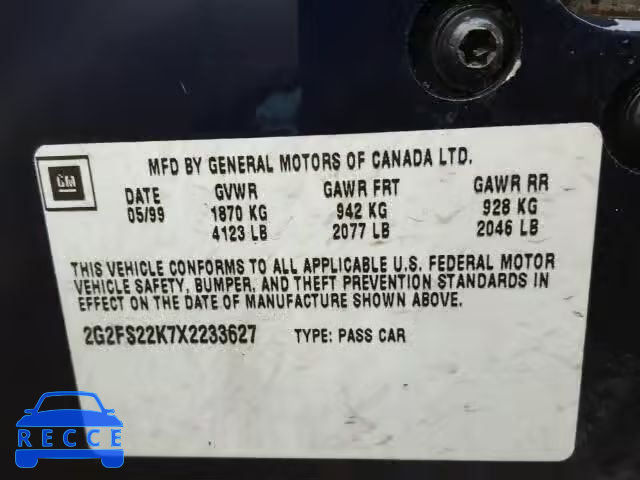 GM
MFD BY GENERAL MOTORS OF CANADA LTD.
DATE GVWR GAWR FRT GAWR RR
05/99 1870 KG 942 KG 928 KG
4123 LB 2077 LB 2046 LB
THIS VEHICLE CONFORMS TO ALL APPLICABLE U.S. FEDERAL MOTOR
VEHICLE SAFETY, BUMPER, AND THEFT PREVENTION STANDARDS IN
EFFECT ON THE DATE OF MANUFACTURE SHOWN ABOVE.
2G2FS22K7X2233627 TYPE: PASS CAR
RECCE